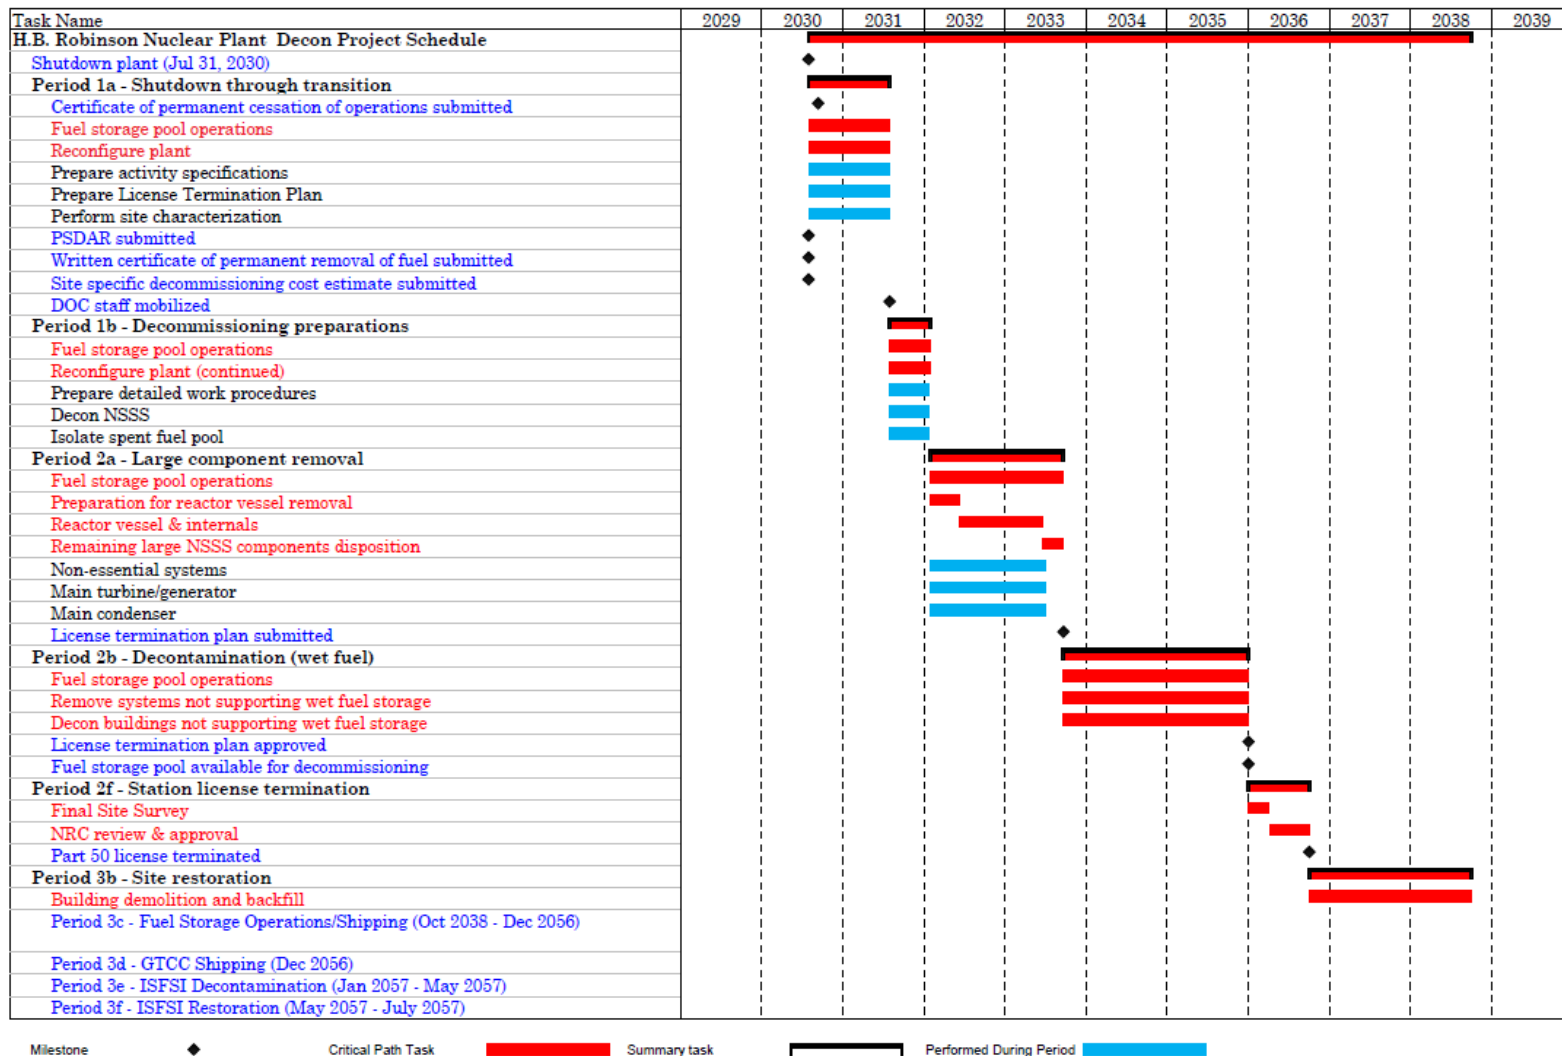 Task Name 2029 2030 2031 2032 2033 2034 2035 2036 2037 2038 2039
H.B. Robinson Nuclear Plant Decon Project Schedule
Shutdown plant (Jul 31, 2030)
Period 1a - Shutdown through transition
Certificate of permanent cessation of operations submitted
Fuel storage pool operations
Reconfigure plant
Prepare activity specifications
Prepare License Termination Plan
Perform site characterization
PSDAR submitted
Written certificate of permanent removal of fuel submitted
Site specific decommissioning cost estimate submitted
DOC staff mobilized
Period 1b - Decommissioning preparations
Fuel storage pool operations
Reconfigure plant (continued)
Prepare detailed work procedures
Decon NSSS
Isolate spent fuel pool
Period 2a - Large component removal
Fuel storage pool operations
Preparation for reactor vessel removal
Reactor vessel & internals
Remaining large NSSS components disposition
Non-essential systems
Main turbine/generator
Main condenser
License termination plan submitted
Period 2b - Decontamination (wet fuel)
Fuel storage pool operations
Remove systems not supporting wet fuel storage
Decon buildings not supporting wet fuel storage
License termination plan approved
Fuel storage pool available for decommissioning
Period 2f - Station license termination
Final Site Survey
NRC review & approval
Part 50 license terminated
Period 3b - Site restoration
Building demolition and backfill
Period 3c - Fuel Storage Operations/Shipping (Oct 2038 - Dec 2056)
Period 3d - GTCC Shipping (Dec 2056)
Period 3e - ISFSI Decontamination (Jan 2057 - May 2057)
Period 3f - ISFSI Restoration (May 2057 - July 2057)
Milestone Critical Path Task Summary task Performed During Period